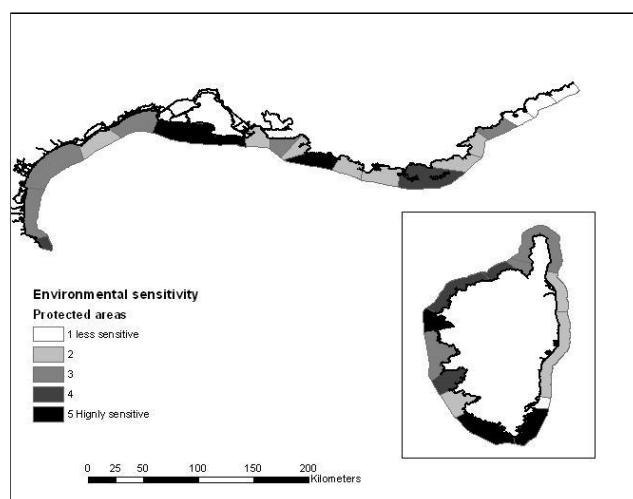 Environmental sensitivity
Protected areas
1 less sensitive
2
3
4
5 Highly sensitive
0 25 50 100 150 200
Kilometers